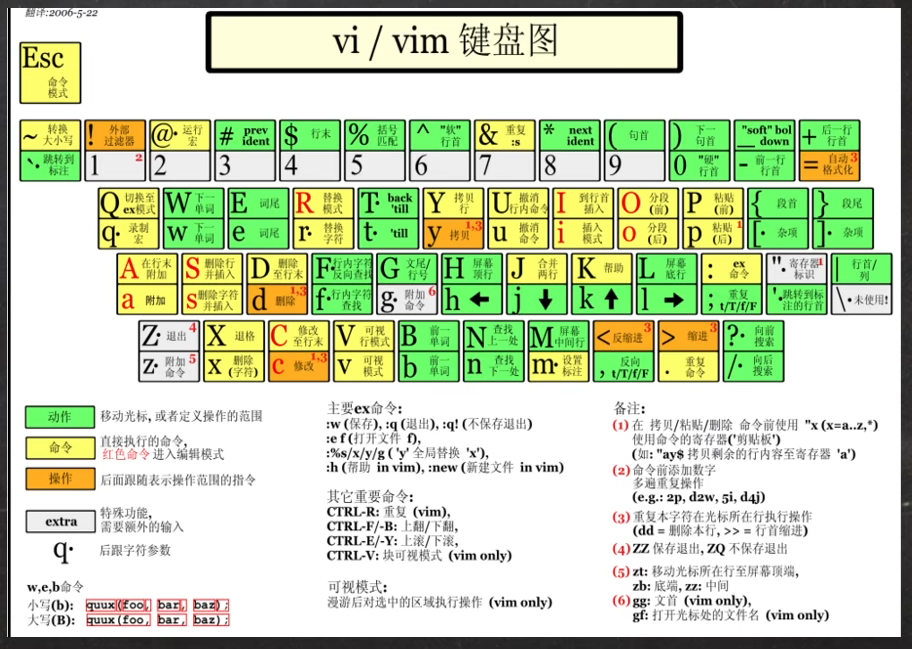 翻译:2006-5-22
vi / vim 键盘图
Esc
命令
模式
~ 转换
大小写
! 外部
过滤器
@· 运行
宏
# prev
ident
$ 行末
% 括号
匹配
^ "软"
行首
& 重复
:s
* next
ident
( 句首
) 下一
句首
"soft" bol
_ down
+ 后一行
行首
`· 跳转到
标注
1 2
2
3
4
5
6
7
8
9
0 "硬"
行首
- 前一行
行首
= 自动 3
格式化
Q 切换至
ex模式
W 下一
单词
E 词尾
R 替换
模式
T· back
'till
Y 拷贝
行
U 撤消
行内命令
I 到行首
插入
O 分段
(前)
P 粘贴
(前)
{ 段首
} 段尾
q· 录制
宏
w 下一
单词
e 词尾
r· 替换
字符
t· 'till
y 拷贝 1,3
u 撤消
命令
i 插入
模式
o 分段
(后)
p 粘贴 1
(后)
[· 杂项
]· 杂项
A 在行末
附加
S 删除行
并插入
D 删除
至行末
F· 行内字符
反向查找
G 文尾/
行号
H 屏幕
顶行
J 合并
两行
K 帮助
L 屏幕
底行
: ex
命令
"· 寄存器 1
标识
| 行首/
列
a 附加
s 删除字符
并插入
d 删除 1,3
f· 行内字符
查找
g· 附加 6
命令
h ←
j ↓
k ↑
l →
; 重复
t/T/f/F
'· 跳转到标
注的行首
\· 未使用!
Z· 退出 4
X 退格
C 修改
至行末
V 可视
行模式
B 前一
单词
N 查找
上一处
M 屏幕
中间行
< 反缩进 3
> 缩进 3
?· 向前
搜索
z· 附加 5
命令
x 删除
(字符)
c 修改 1,3
v 可视
模式
b 前一
单词
n 查找
下一处
m· 设置
标注
, 反向
t/T/f/F
. 重复
命令
/· 向后
搜索
动作 移动光标, 或者定义操作的范围
命令 直接执行的命令,
红色命令进入编辑模式
操作 后面跟随表示操作范围的指令
extra 特殊功能,
需要额外的输入
q· 后跟字符参数
w,e,b命令
小写(b): quux(foo, bar, baz);
大写(B): quux(foo, bar, baz);
主要ex命令:
:w (保存), :q (退出), :q! (不保存退出)
:e f (打开文件 f),
:%s/x/y/g ('y' 全局替换 'x'),
:h (帮助 in vim), :new (新建文件 in vim)
其它重要命令:
CTRL-R: 重复 (vim),
CTRL-F/-B: 上翻/下翻,
CTRL-E/-Y: 上滚/下滚,
CTRL-V: 块可视模式 (vim only)
可视模式:
漫游后对选中的区域执行操作 (vim only)
备注:
(1) 在 拷贝/粘贴/删除 命令前使用 "x (x=a..z,*)
使用命令的寄存器('剪贴板')
(如: "ay$ 拷贝剩余的行内容至寄存器 'a')
(2) 命令前添加数字
多遍重复操作
(e.g.: 2p, d2w, 5i, d4j)
(3) 重复本字符在光标所在行执行操作
(dd = 删除本行, >> = 行首缩进)
(4) ZZ 保存退出, ZQ 不保存退出
(5) zt: 移动光标所在行至屏幕顶端,
zb: 底端, zz: 中间
(6) gg: 文首 (vim only),
gf: 打开光标处的文件名 (vim only)